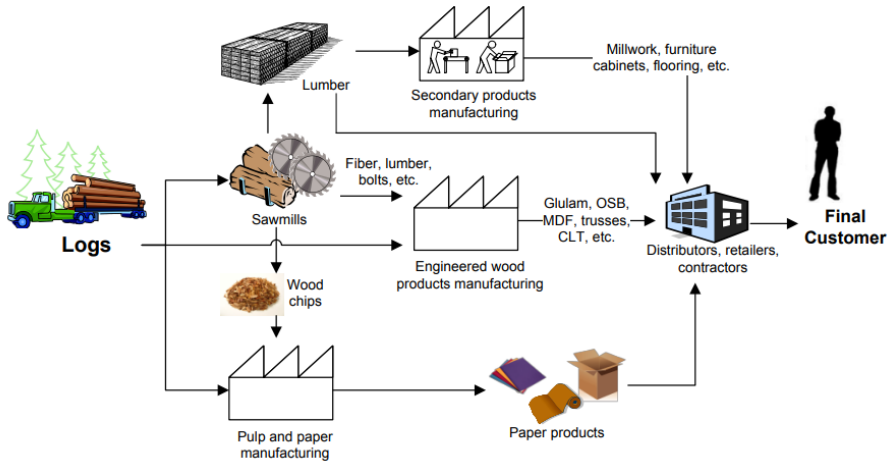 Lumber
Secondary products
manufacturing
Millwork, furniture
cabinets, flooring, etc.
Logs
Sawmills
Fiber, lumber,
bolts, etc.
Engineered wood
products manufacturing
Glulam, OSB,
MDF, trusses,
CLT, etc.
Distributors, retailers,
contractors
Final
Customer
Wood
chips
Pulp and paper
manufacturing
Paper products